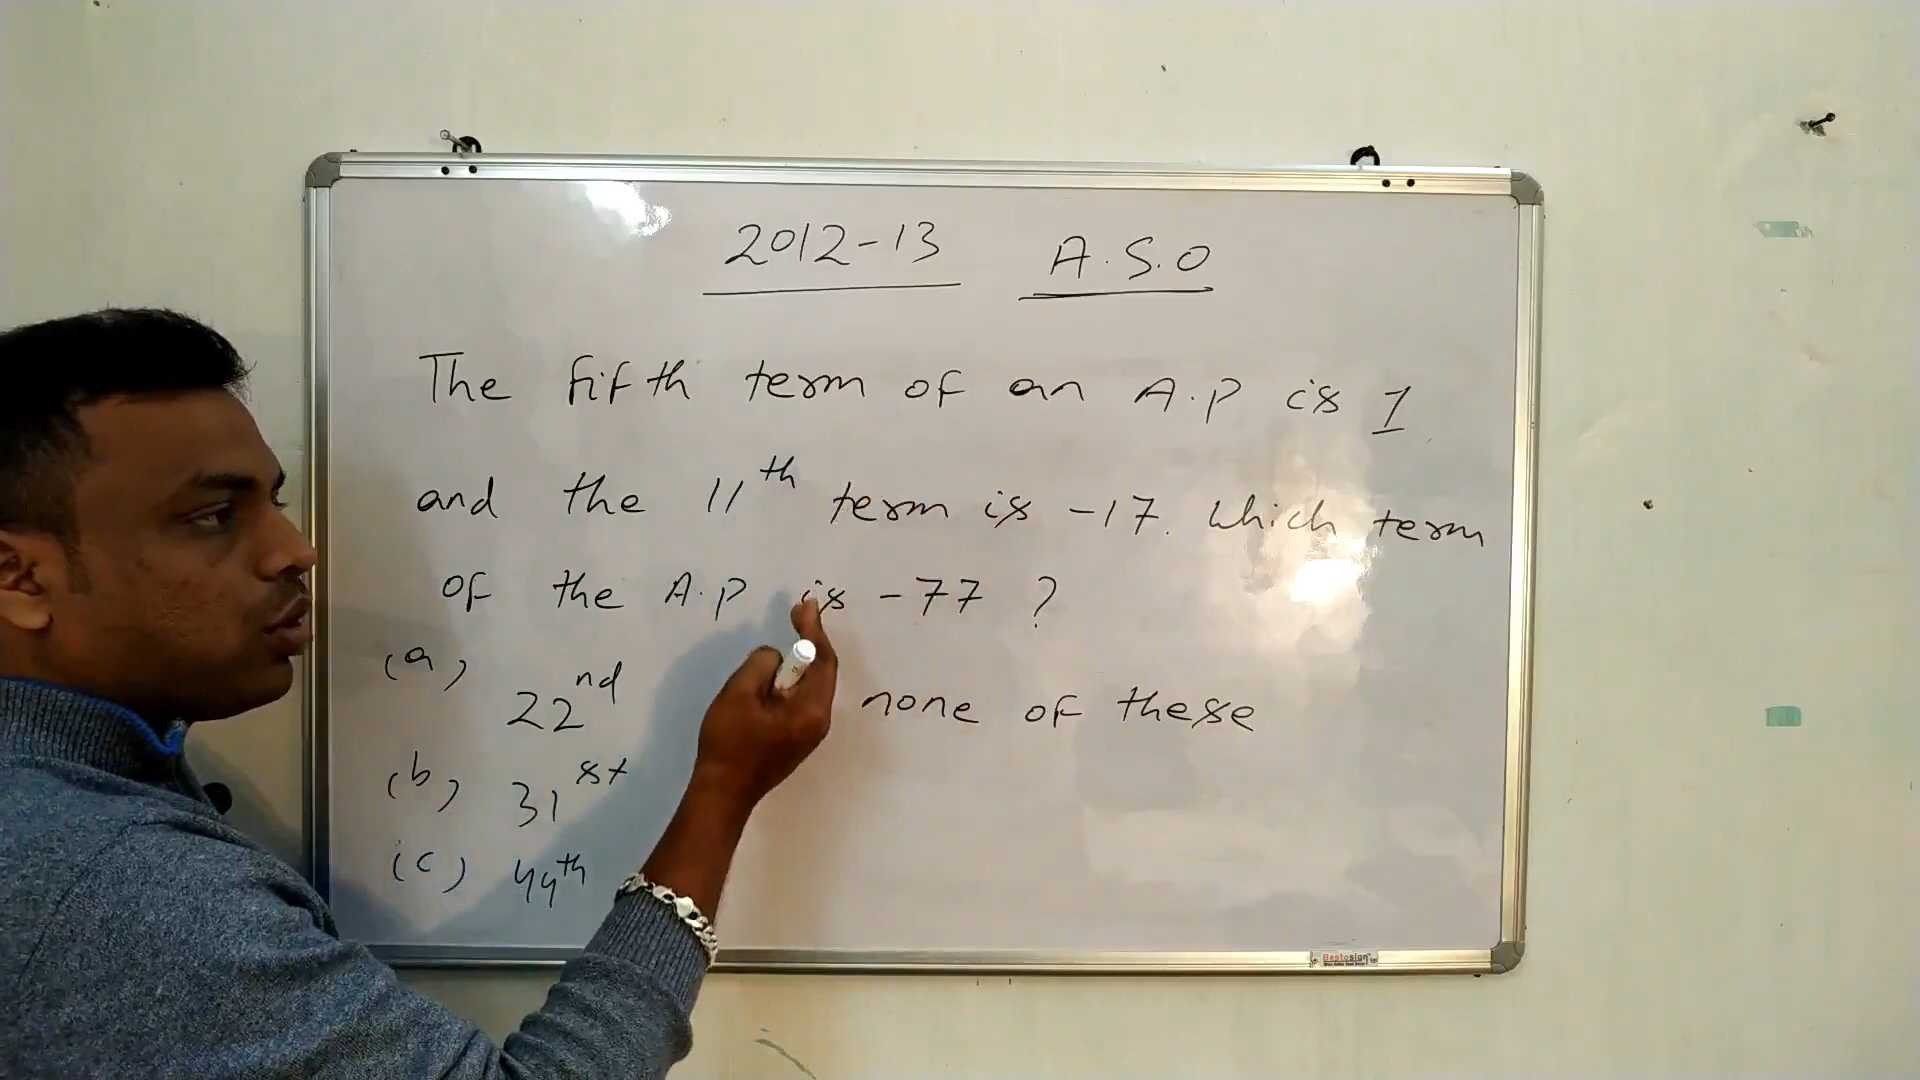 2012-13 A.S.O
The fifth term of an A.P is 1
and the 11th term is -17. Which term
of the A.P is -77 ?
(a) 22nd none of these
(b) 31st
(c) 44th
Bestosign